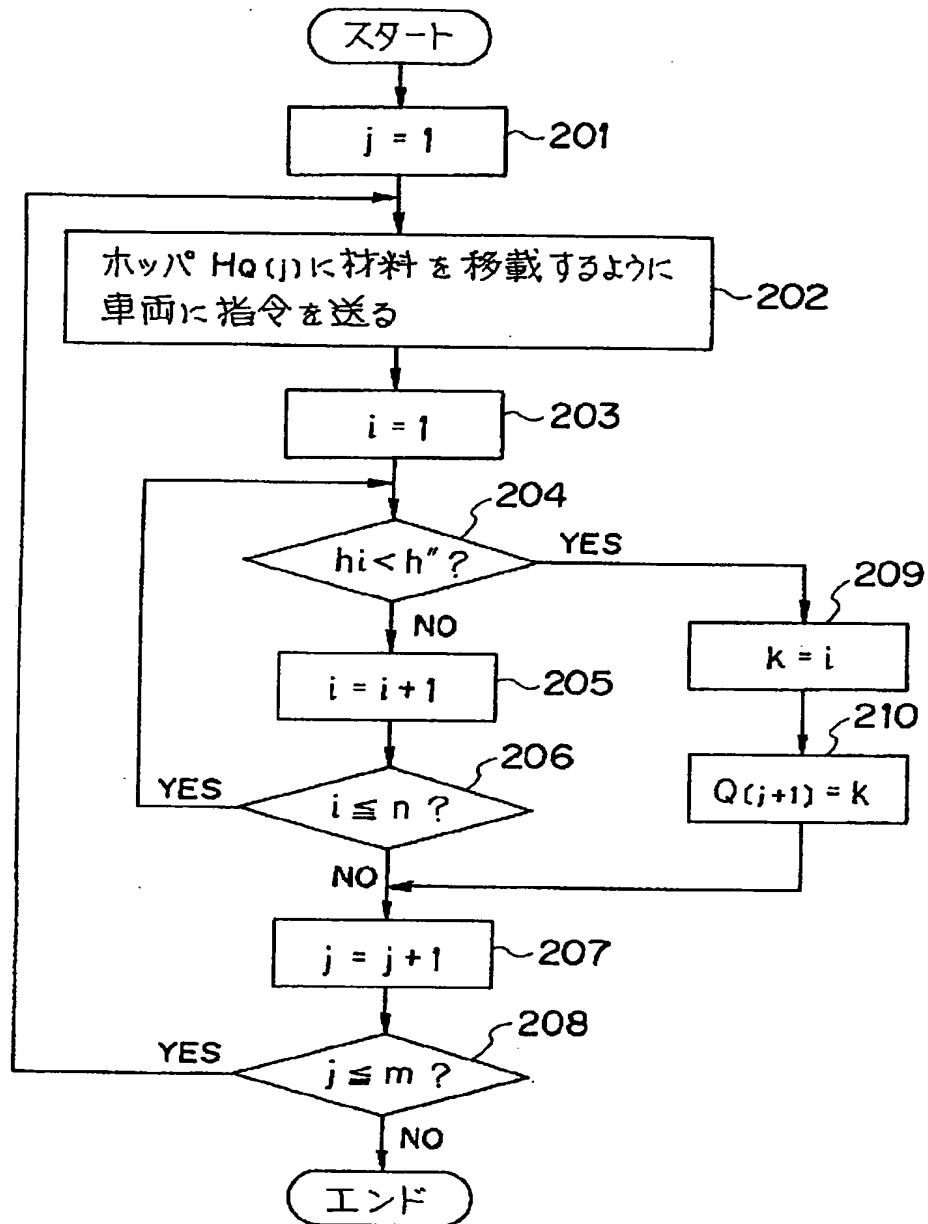 スタート
j = 1
201
ホッパ HQ(j)に材料を移載するように
車両に指令を送る
202
i = 1
203
204
hi<h″?
YES
NO
209
k = i
i = i+1
205
210
Q(j+1)=k
206
YES
i ≦ n ?
NO
j = j+1
207
208
YES
j ≦ m ?
NO
エンド